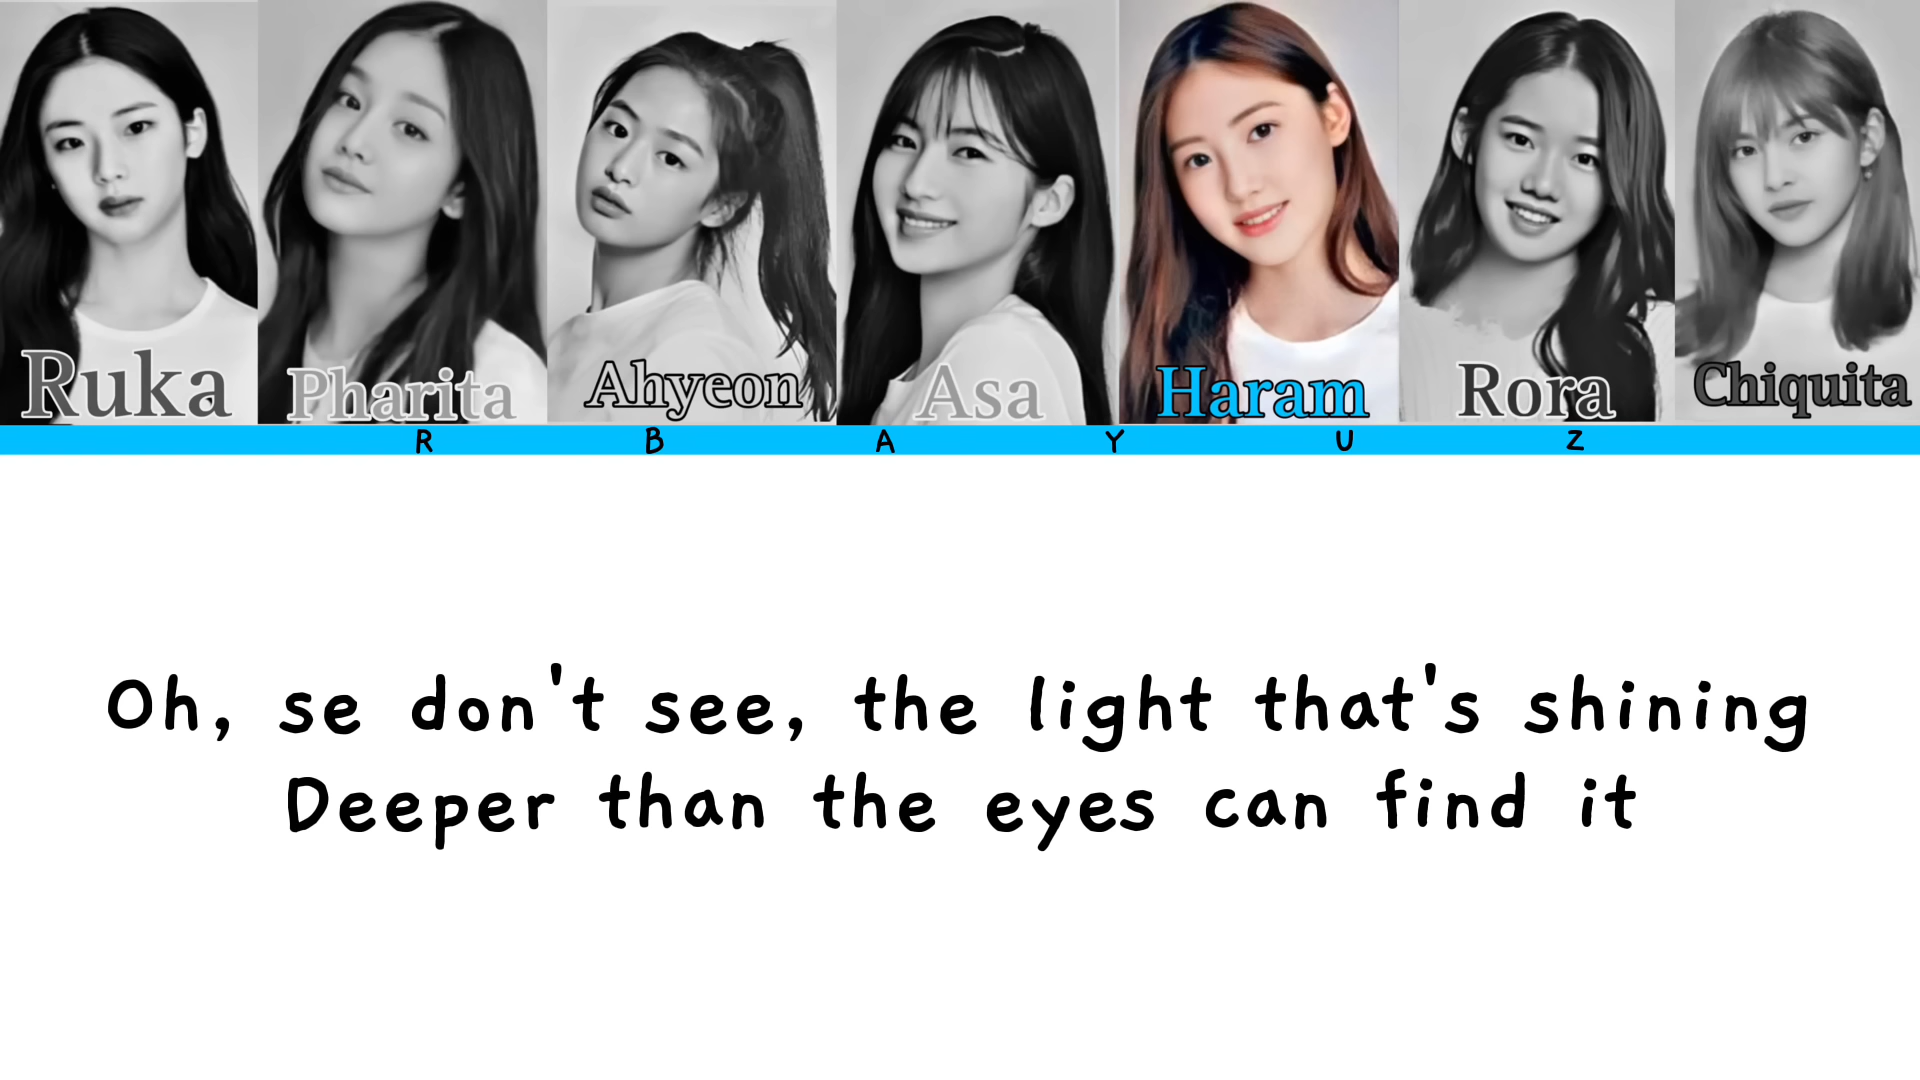 Ruka Pharita Ahyeon Asa Haram Rora Chiquita
R B A Y U Z
Oh, se don't see, the light that's shining
Deeper than the eyes can find it